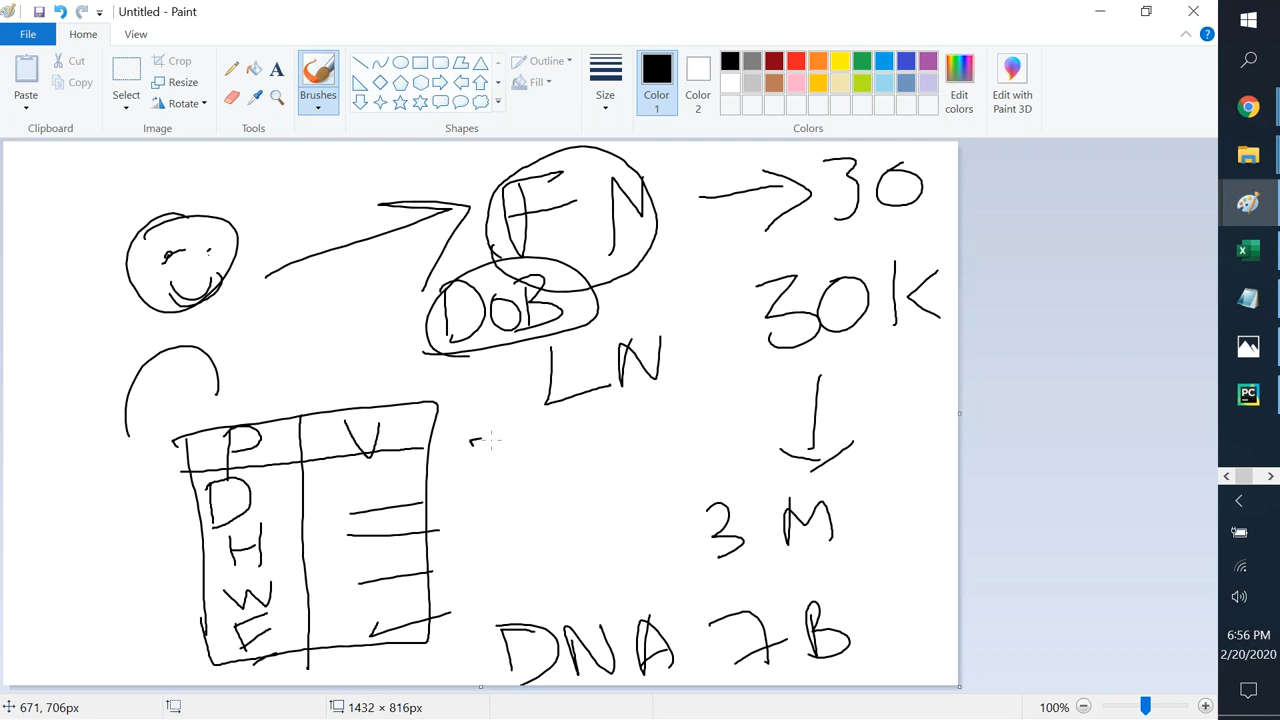 Untitled - Paint
File
Home
View
Paste
Cut
Copy
Clipboard
Select
Crop
Resize
Rotate
Image
A
Tools
Brushes
Shapes
Outline
Fill
Size
Color 1
Color 2
Edit colors
Edit with Paint 3D
Colors
FN
30
DoB
30K
LN
P V
D
H
W
F
3 M
DNA 7B
671, 706px
1432 × 816px
100%
6:56 PM
2/20/2020
PC